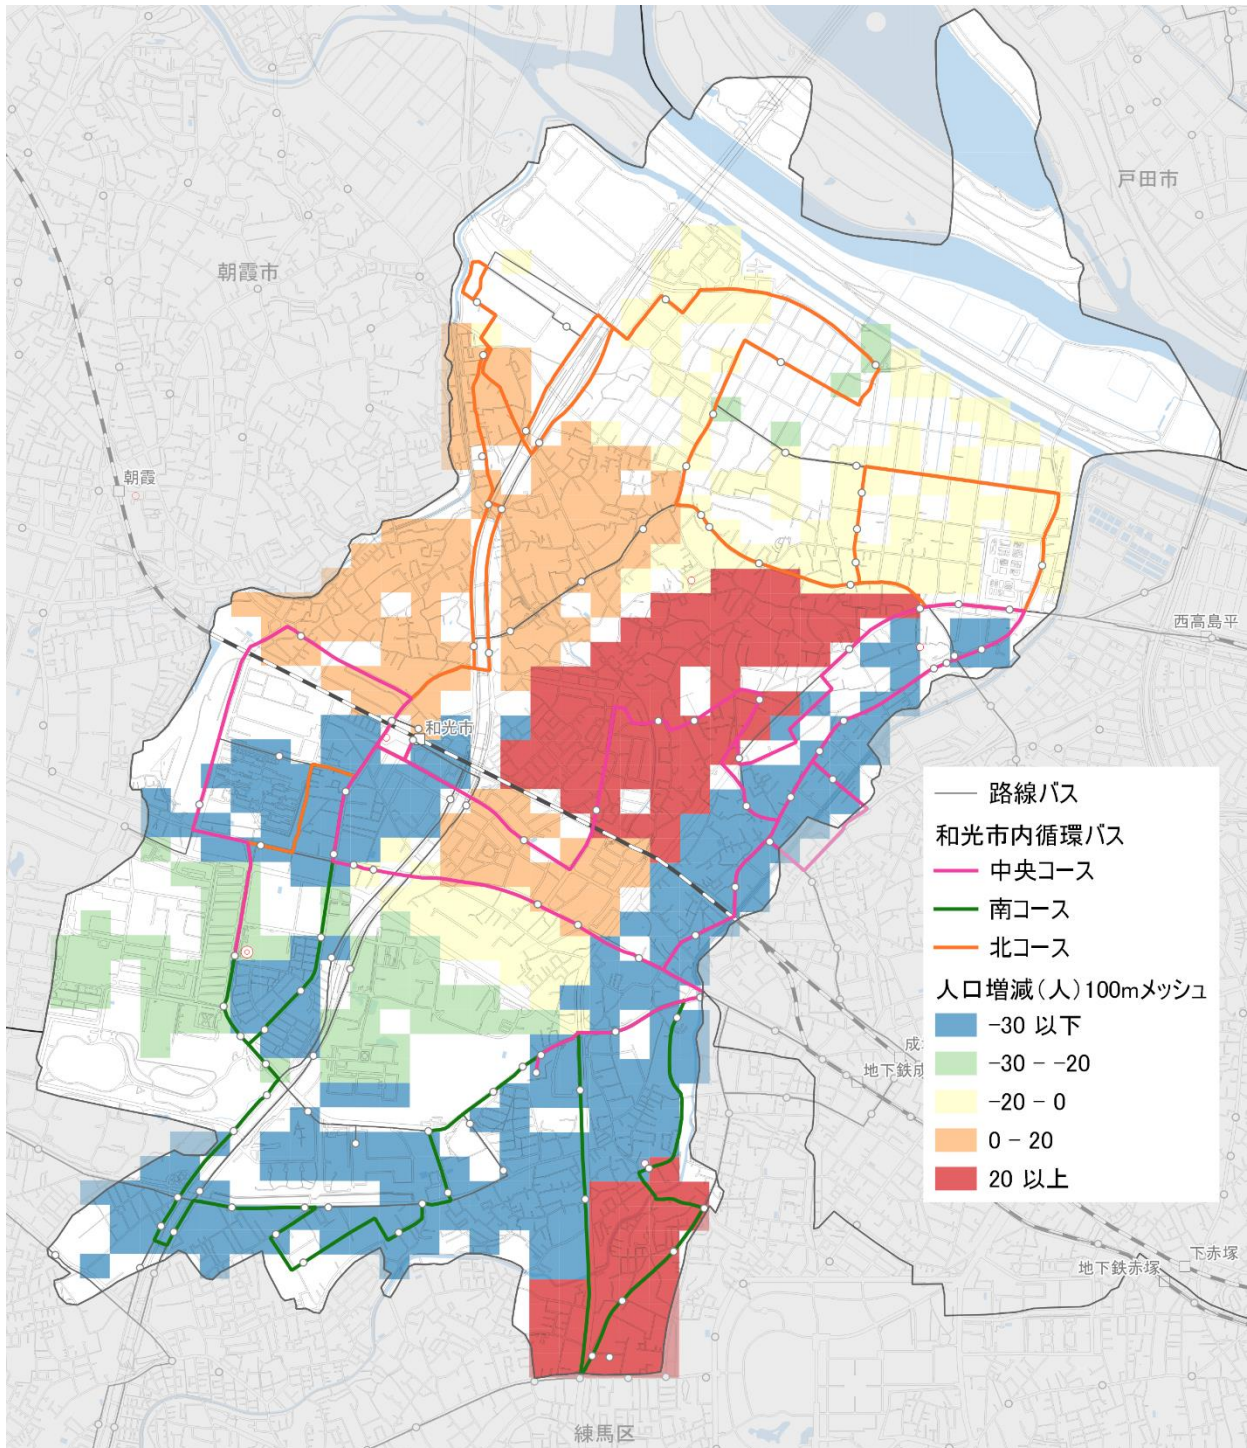 戸田市
朝霞市
朝霞
西高島平
和光市
路線バス
和光市内循環バス
中央コース
南コース
北コース
人口増減(人)100mメッシュ
-30 以下
-30 - -20
-20 - 0
0 - 20
20 以上
地下鉄成
下赤塚
地下鉄赤塚
練馬区